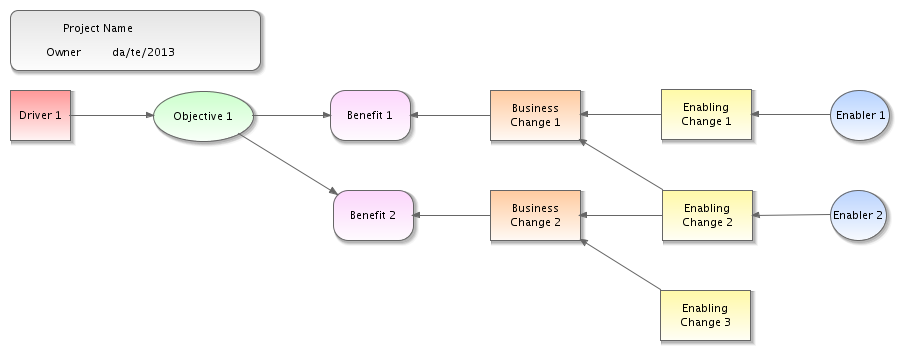 Project Name
Owner da/te/2013
Driver 1
Objective 1
Benefit 1
Business
Change 1
Enabling
Change 1
Enabler 1
Benefit 2
Business
Change 2
Enabling
Change 2
Enabler 2
Enabling
Change 3